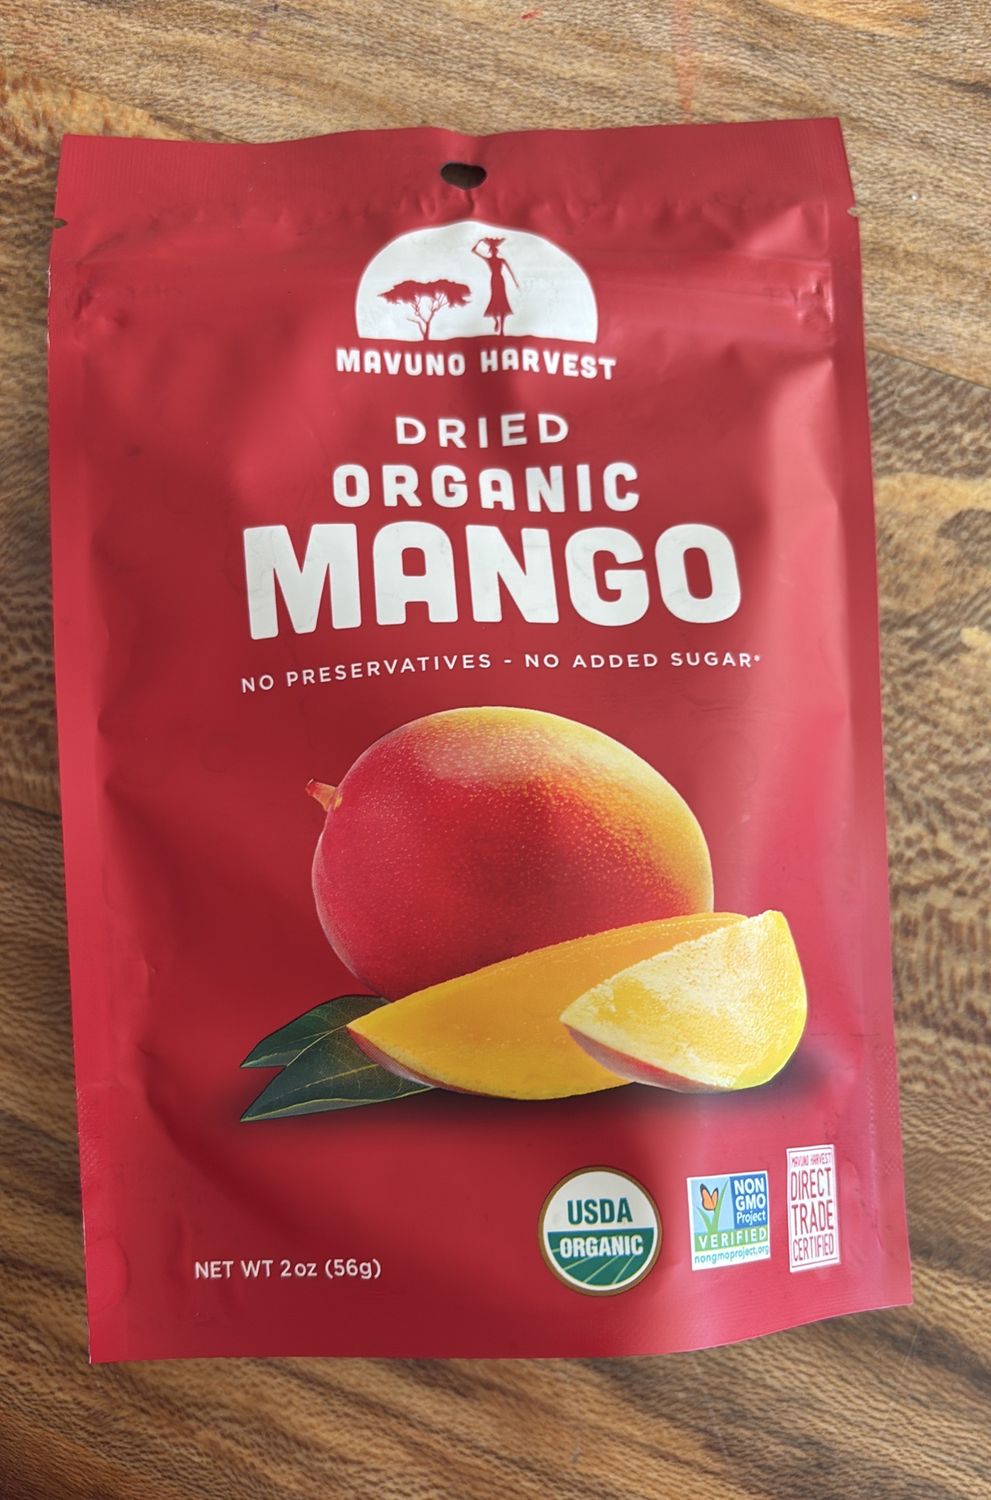 MAVUNO HARVEST
DRIED
ORGANIC
MANGO
NO PRESERVATIVES - NO ADDED SUGAR*
NET WT 2oz (56g)
USDA
ORGANIC
NON
GMO
Project
VERIFIED
nongmoproject.org
MAVUNO HARVEST
DIRECT
TRADE
CERTIFIED